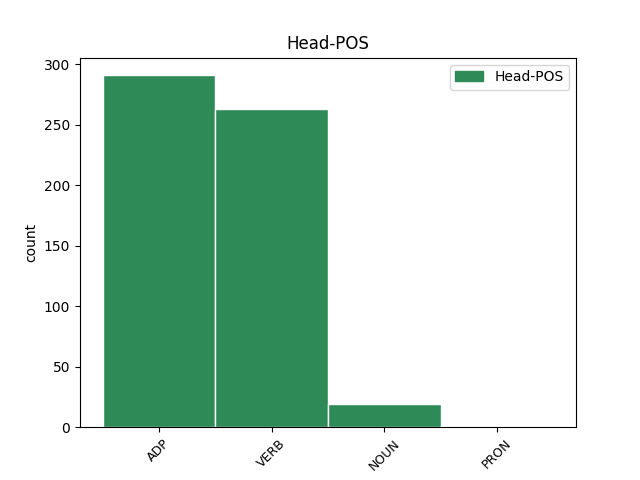 Head-POS
Head-POS
300
250
200
150
100
50
0
count
ADP
VERB
NOUN
PRON